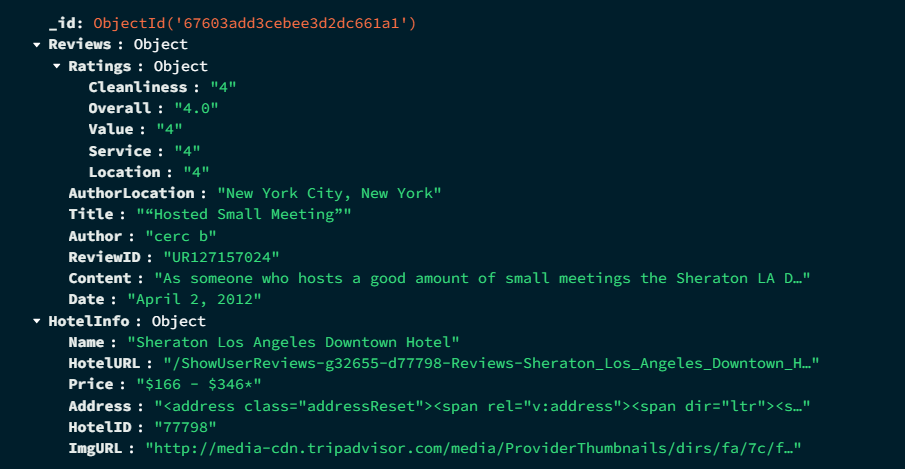 _id: ObjectId('67603add3cebee3d2dc661a1')
Reviews : Object
Ratings : Object
Cleanliness : "4"
Overall : "4.0"
Value : "4"
Service : "4"
Location : "4"
AuthorLocation : "New York City, New York"
Title : "“Hosted Small Meeting”"
Author : "cerc b"
ReviewID : "UR127157024"
Content : "As someone who hosts a good amount of small meetings the Sheraton LA D…"
Date : "April 2, 2012"
HotelInfo : Object
Name : "Sheraton Los Angeles Downtown Hotel"
HotelURL : "/ShowUserReviews-g32655-d77798-Reviews-Sheraton_Los_Angeles_Downtown_H…"
Price : "$166 - $346*"
Address : "<address class="addressReset"><span rel="v:address"><span dir="ltr"><s…"
HotelID : "77798"
ImgURL : "http://media-cdn.tripadvisor.com/media/ProviderThumbnails/dirs/fa/7c/f…"